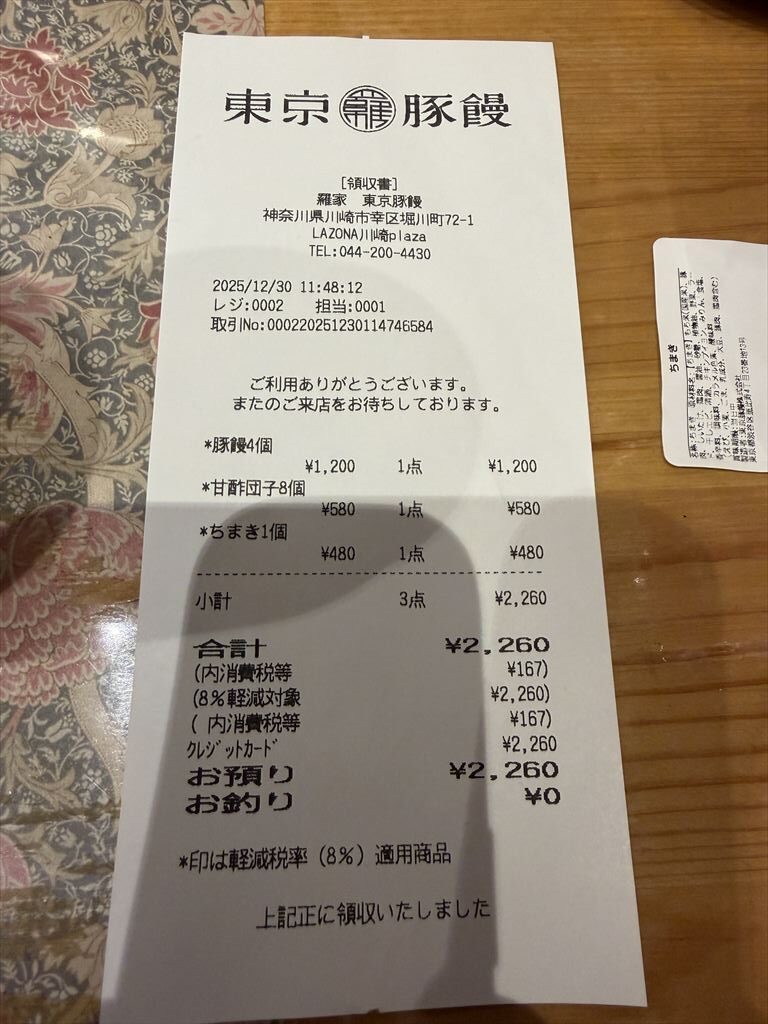 東京 羅 豚饅
[領収書]
羅家 東京豚饅
神奈川県川崎市幸区堀川町72-1
LAZONA川崎plaza
TEL:044-200-4430
2025/12/30 11:48:12
レジ:0002 担当:0001
取引No:000220251230114746584
ご利用ありがとうございます。
またのご来店をお待ちしております。
*豚饅4個
¥1,200 1点 ¥1,200
*甘酢団子8個
¥580 1点 ¥580
*ちまき1個
¥480 1点 ¥480
小計 3点 ¥2,260
合計 ¥2,260
(内消費税等 ¥167)
(8%軽減対象 ¥2,260)
( 内消費税等 ¥167)
クレジットカード ¥2,260
お預り ¥2,260
お釣り ¥0
*印は軽減税率(8%)適用商品
上記正に領収いたしました
ちまき